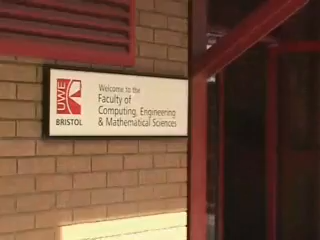 UWE
BRISTOL
Welcome to the
Faculty of
Computing, Engineering
& Mathematical Sciences